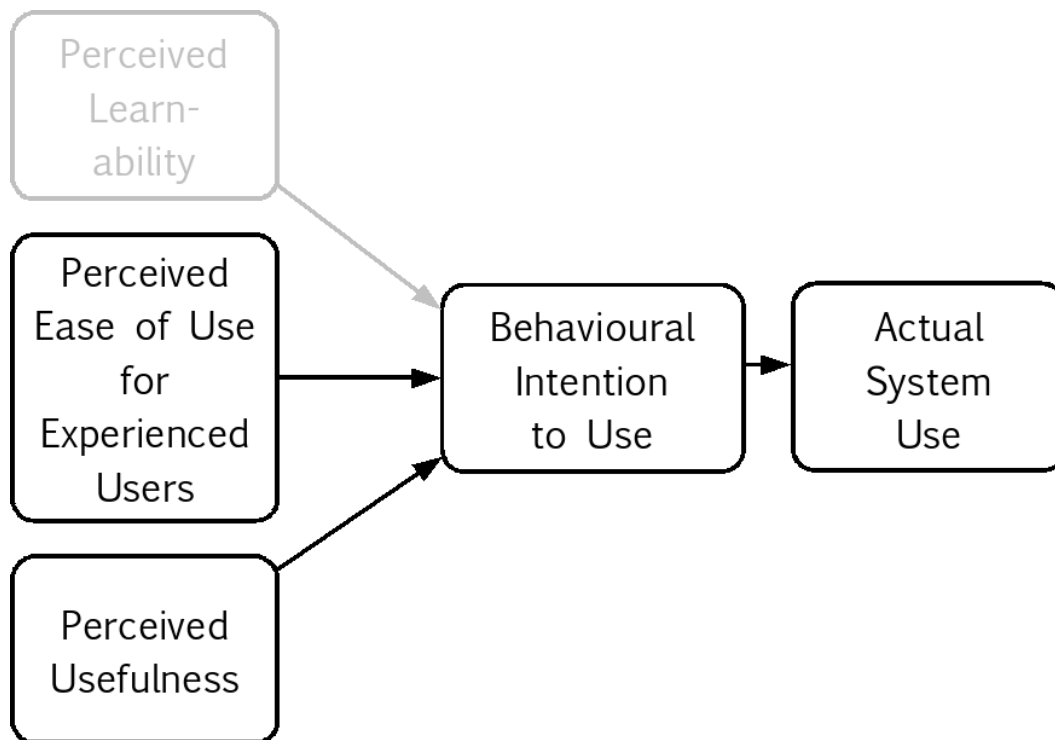 Perceived
Learn-
ability
Perceived
Ease of Use
for
Experienced
Users
Perceived
Usefulness
Behavioural
Intention
to Use
Actual
System
Use